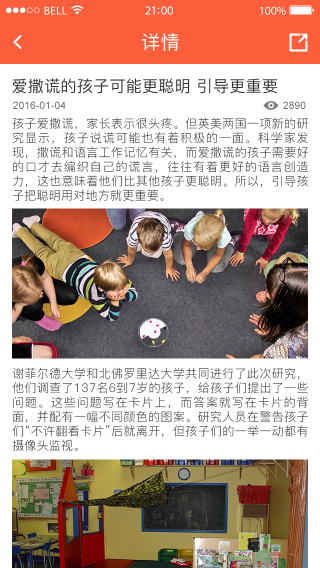 BELL 21:00 100%
详情
爱撒谎的孩子可能更聪明 引导更重要
2016-01-04 2890
孩子爱撒谎，家长表示很头疼。但英美两国一项新的研
究显示，孩子说谎可能也有着积极的一面。科学家发
现，撒谎和语言工作记忆有关，而爱撒谎的孩子需要好
的口才去编织自己的谎言，往往有着更好的语言创造
力，这也意味着他们比其他孩子更聪明。所以，引导孩
子把聪明用对地方就更重要。
谢菲尔德大学和北佛罗里达大学共同进行了此次研究，
他们调查了137名6到7岁的孩子，给孩子们提出了一些
问题。这些问题写在卡片上，而答案就写在卡片的背
面，并配有一幅不同颜色的图案。研究人员在警告孩子
们“不许翻看卡片”后就离开，但孩子们的一举一动都有
摄像头监视。